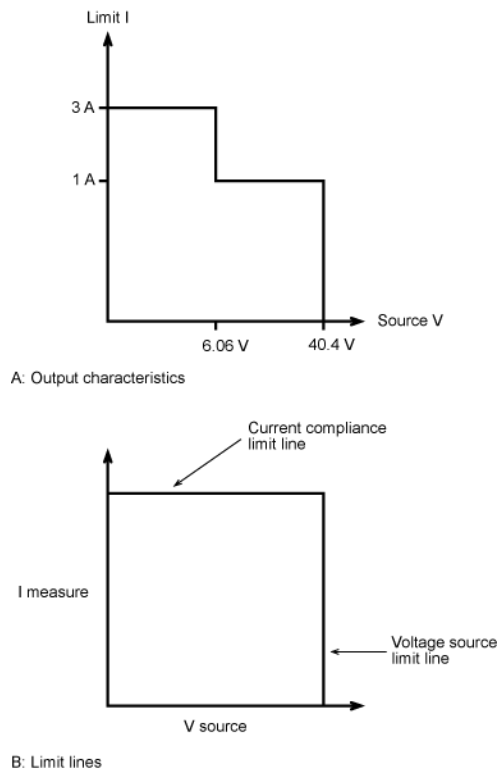 Limit I
3 A
1 A
Source V
6.06 V
40.4 V
A: Output characteristics
Current compliance
limit line
I measure
Voltage source
limit line
V source
B: Limit lines